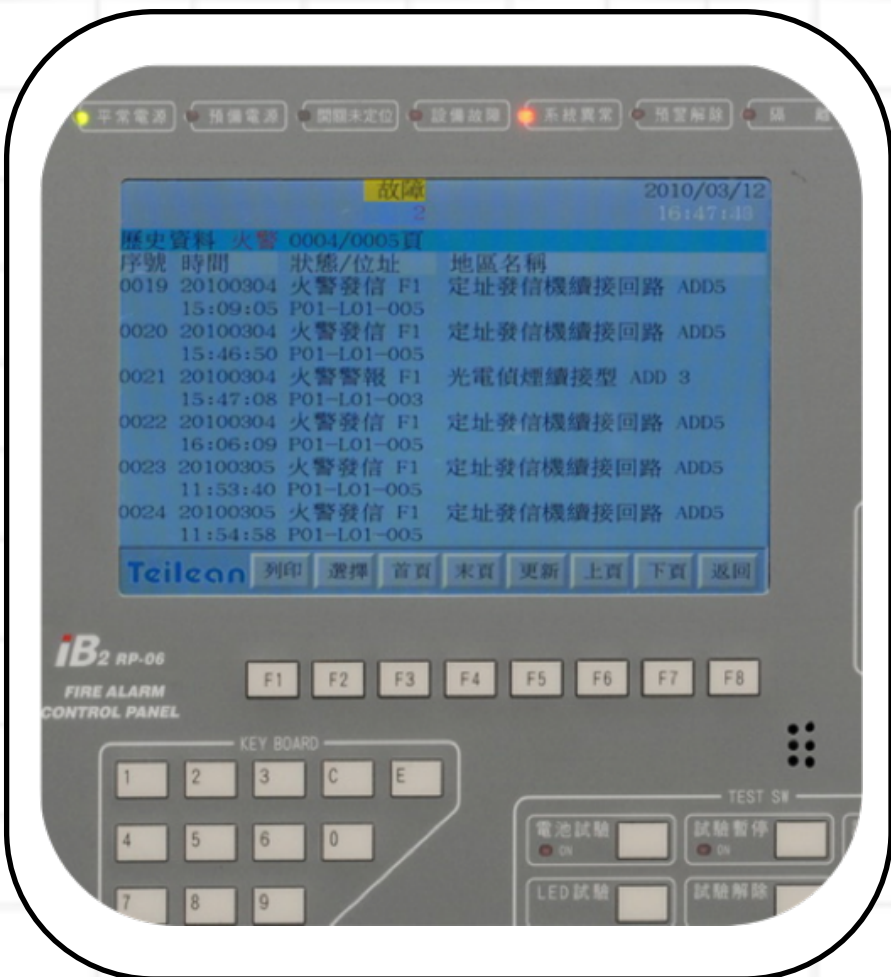 平常電源 預備電源 開關未定位 設備故障 系統異常 預警解除 隔 離
故障 2010/03/12
2 16:47:48
歷史資料 火警 0004/0005頁
序號 時間 狀態/位址 地區名稱
0019 20100304 火警發信 F1 定址發信機續接回路 ADD5
15:09:05 P01-L01-005
0020 20100304 火警發信 F1 定址發信機續接回路 ADD5
15:46:50 P01-L01-005
0021 20100304 火警警報 F1 光電偵煙續接型 ADD 3
15:47:08 P01-L01-003
0022 20100304 火警發信 F1 定址發信機續接回路 ADD5
16:06:09 P01-L01-005
0023 20100305 火警發信 F1 定址發信機續接回路 ADD5
11:53:40 P01-L01-005
0024 20100305 火警發信 F1 定址發信機續接回路 ADD5
11:54:58 P01-L01-005
Teilean 列印 選擇 首頁 末頁 更新 上頁 下頁 返回
iB2 RP-06
FIRE ALARM
CONTROL PANEL
F1 F2 F3 F4 F5 F6 F7 F8
KEY BOARD
1 2 3 C E
4 5 6 0
7 8 9
TEST SW
電池試驗 試驗暫停
ON ON
LED試驗 試驗解除